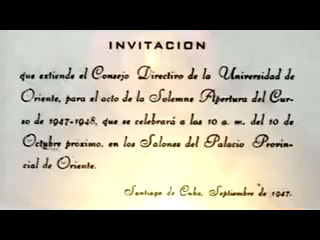 INVITACION
que extiende el Consejo Directivo de la Universidad de
Oriente, para el acto de la Solemne Apertura del Cur-
so de 1947-1948, que se celebrará a las 10 a. m. del 10
de Octubre próximo, en los Salones del Palacio Provin-
cial de Oriente.
Santiago de Cuba, Septiembre de 1947.